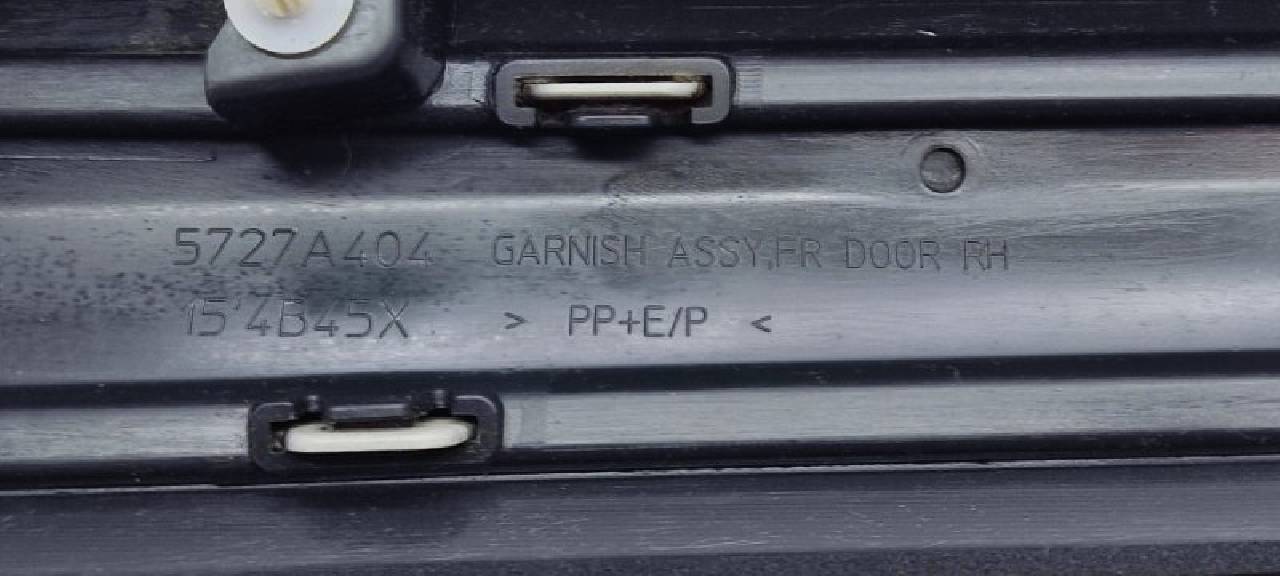 5727A404 GARNISH ASSY,FR DOOR RH
15'4B45X > PP+E/P <